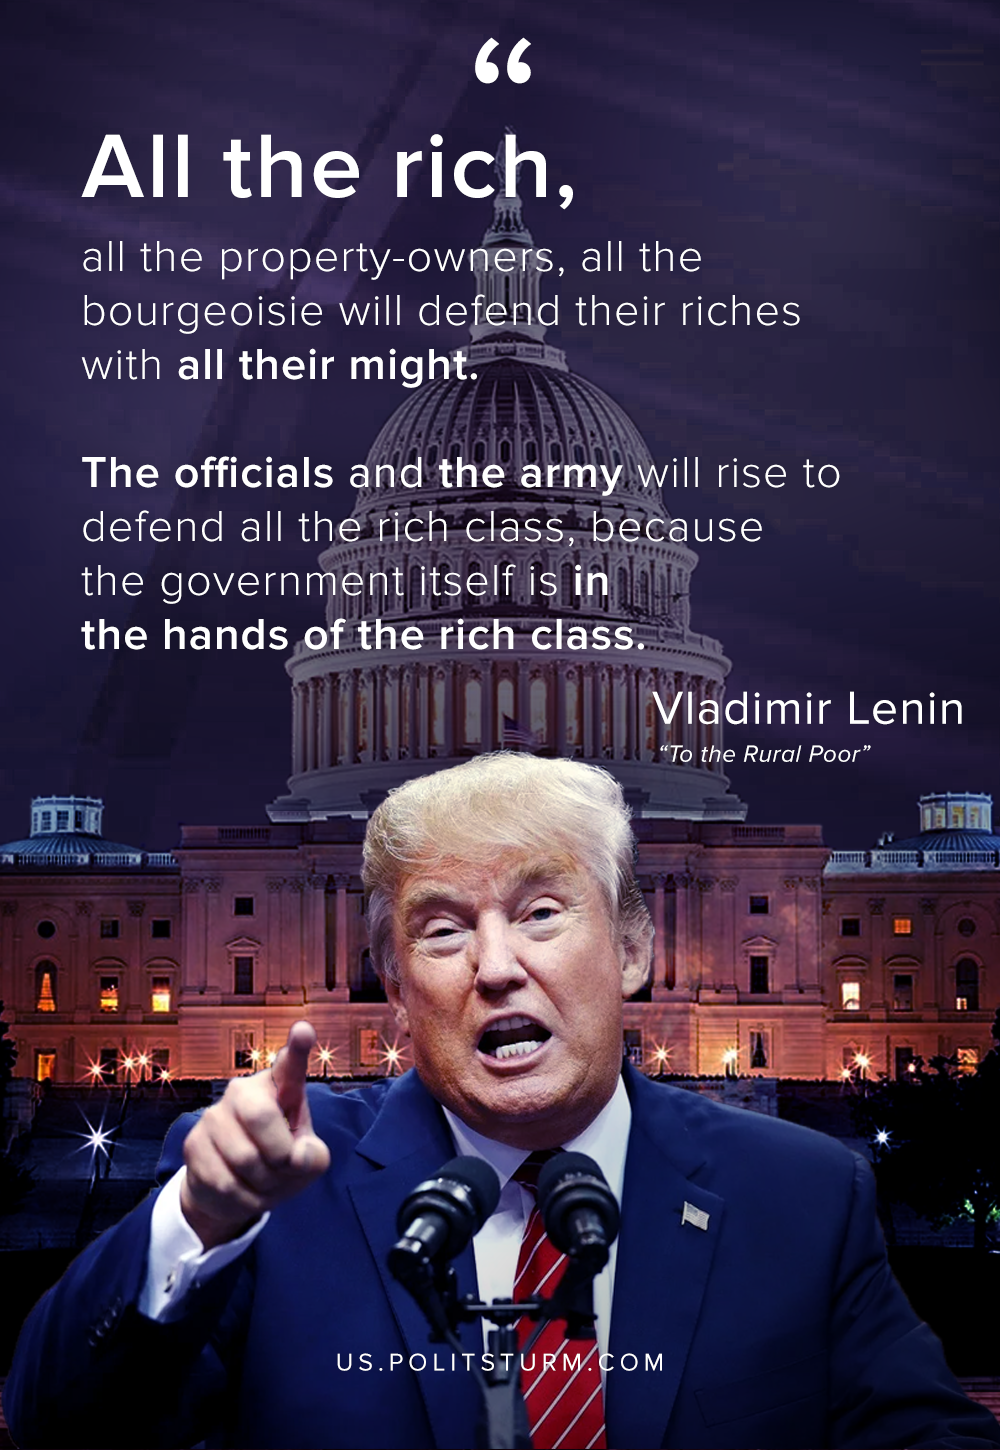 “
All the rich,
all the property-owners, all the
bourgeoisie will defend their riches
with all their might.
The officials and the army will rise to
defend all the rich class, because
the government itself is in
the hands of the rich class.
Vladimir Lenin
“To the Rural Poor”
US.POLITSTURM.COM